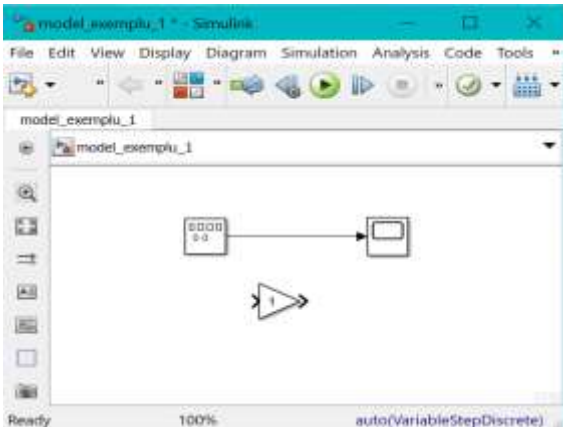 model_exemplu_1 * - Simulink
File Edit View Display Diagram Simulation Analysis Code Tools »
model_exemplu_1
model_exemplu_1
1
Ready 100% auto(VariableStepDiscrete)